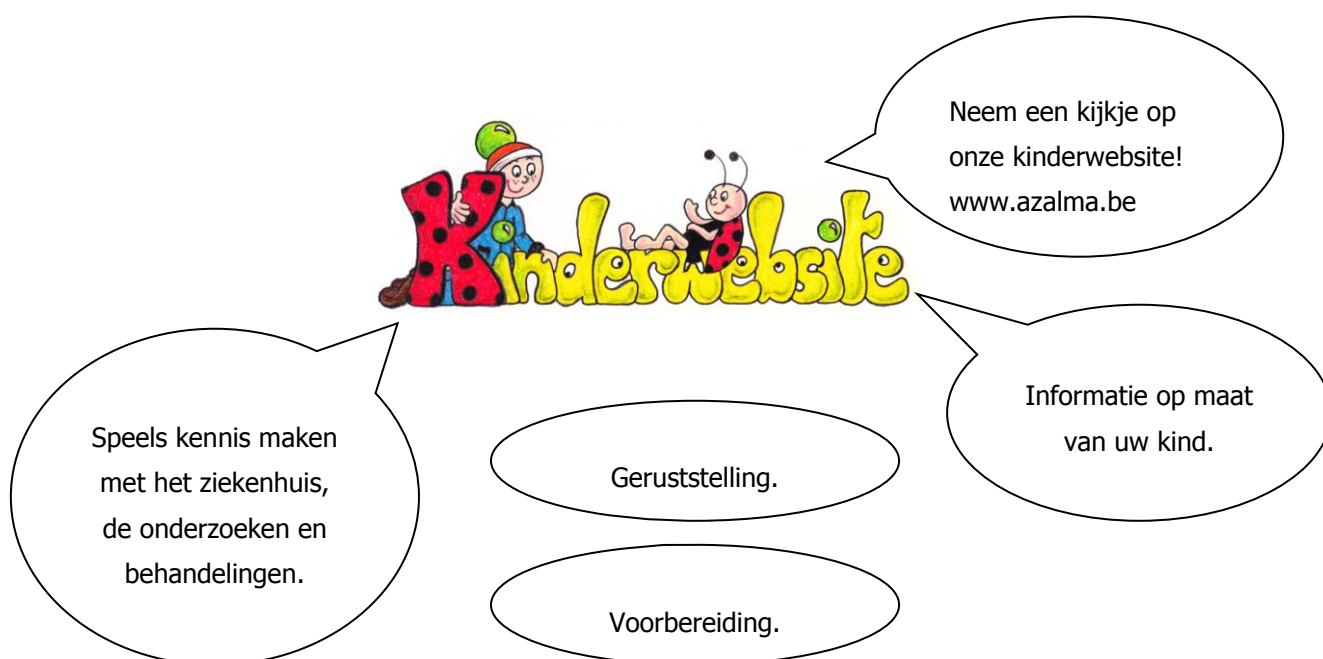 Neem een kijkje op
onze kinderwebsite!
www.azalma.be
Kinderwebsite
Informatie op maat
van uw kind.
Speels kennis maken
met het ziekenhuis,
de onderzoeken en
behandelingen.
Geruststelling.
Voorbereiding.